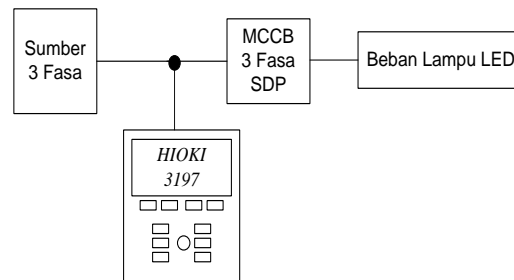 Sumber
3 Fasa
MCCB
3 Fasa
SDP
Beban Lampu LED
HIOKI
3197